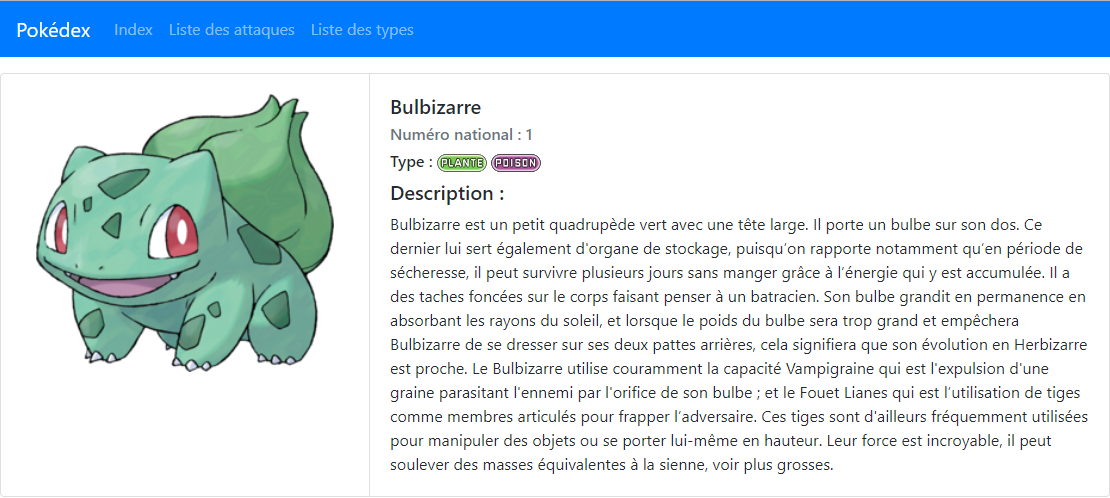 Pokédex Index Liste des attaques Liste des types
Bulbizarre
Numéro national : 1
Type : PLANTE POISON
Description :
Bulbizarre est un petit quadrupède vert avec une tête large. Il porte un bulbe sur son dos. Ce
dernier lui sert également d'organe de stockage, puisqu’on rapporte notamment qu’en période de
sécheresse, il peut survivre plusieurs jours sans manger grâce à l’énergie qui y est accumulée. Il a
des taches foncées sur le corps faisant penser à un batracien. Son bulbe grandit en permanence en
absorbant les rayons du soleil, et lorsque le poids du bulbe sera trop grand et empêchera
Bulbizarre de se dresser sur ses deux pattes arrières, cela signifiera que son évolution en Herbizarre
est proche. Le Bulbizarre utilise couramment la capacité Vampigraine qui est l'expulsion d'une
graine parasitant l'ennemi par l'orifice de son bulbe ; et le Fouet Lianes qui est l’utilisation de tiges
comme membres articulés pour frapper l’adversaire. Ces tiges sont d'ailleurs fréquemment utilisées
pour manipuler des objets ou se porter lui-même en hauteur. Leur force est incroyable, il peut
soulever des masses équivalentes à la sienne, voir plus grosses.